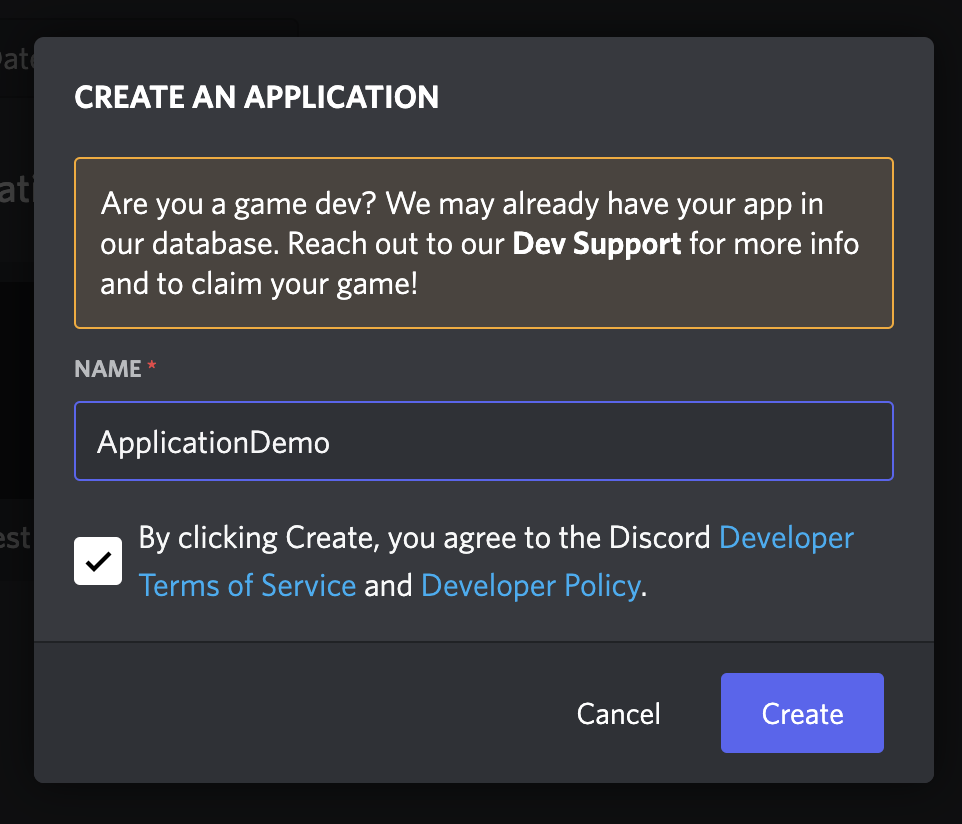 CREATE AN APPLICATION
Are you a game dev? We may already have your app in
our database. Reach out to our Dev Support for more info
and to claim your game!
NAME *
ApplicationDemo
By clicking Create, you agree to the Discord Developer
Terms of Service and Developer Policy.
Cancel
Create